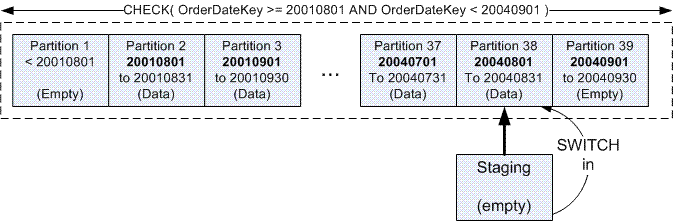 CHECK( OrderDateKey >= 20010801 AND OrderDateKey < 20040901 )
Partition 1
< 20010801
(Empty)
Partition 2
20010801
to 20010831
(Data)
Partition 3
20010901
to 20010930
(Data)
...
Partition 37
20040701
To 20040731
(Data)
Partition 38
20040801
To 20040831
(Data)
Partition 39
20040901
to 20040930
(Empty)
SWITCH
in
Staging
(empty)